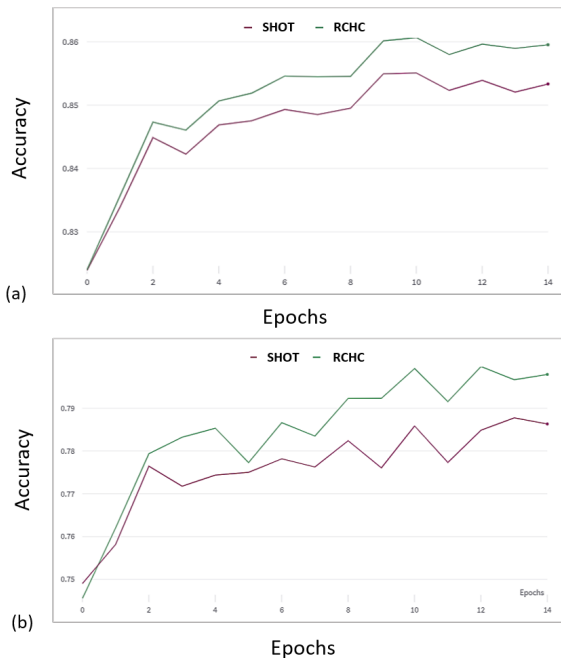 SHOT RCHC
0.86
0.85
0.84
0.83
0 2 4 6 8 10 12 14
Accuracy
(a)
Epochs
SHOT RCHC
0.79
0.78
0.77
0.76
0.75
Epochs
0 2 4 6 8 10 12 14
Accuracy
(b)
Epochs